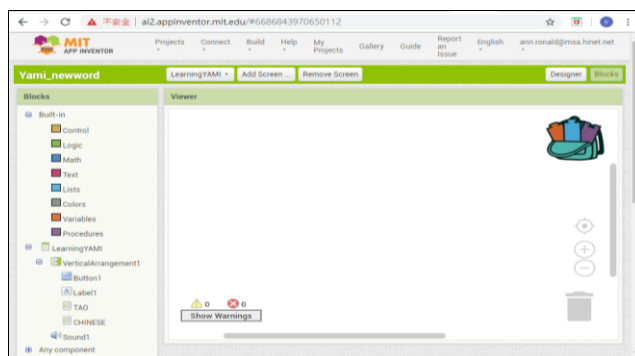 不安全 | ai2.appinventor.mit.edu/#6686843970650112
MIT
APP INVENTOR
Projects
Connect
Build
Help
My Projects
Gallery
Guide
Report an Issue
English
ann.ronald@msa.hinet.net
Yami_newword
LearningYAMI
Add Screen ...
Remove Screen
Designer
Blocks
Blocks
Viewer
Built-in
Control
Logic
Math
Text
Lists
Colors
Variables
Procedures
LearningYAMI
VerticalArrangement1
Button1
Label1
TAO
CHINESE
Sound1
Any component
0
0
Show Warnings